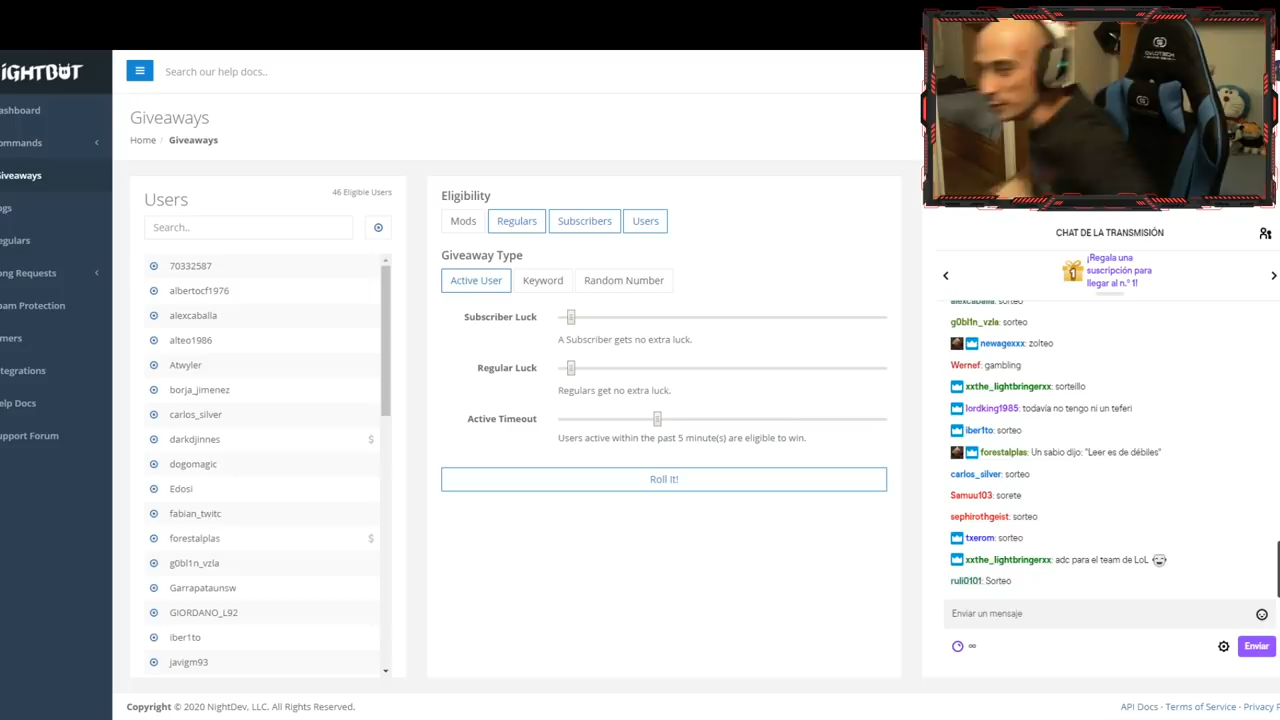 IGHTBOT
Search our help docs..
ashboard
ommands
iveaways
ogs
egulars
ong Requests
pam Protection
mers
ntegrations
elp Docs
upport Forum
Giveaways
Home / Giveaways
Users
46 Eligible Users
Search..
70332587
albertocf1976
alexcaballa
alteo1986
Atwyler
borja_jimenez
carlos_silver
darkdjinnes $
dogomagic
Edosi
fabian_twitc
forestalplas $
g0bl1n_vzla
Garrapataunsw
GIORDANO_L92
iber1to
javigm93
Eligibility
Mods Regulars Subscribers Users
Giveaway Type
Active User Keyword Random Number
Subscriber Luck
A Subscriber gets no extra luck.
Regular Luck
Regulars get no extra luck.
Active Timeout
Users active within the past 5 minute(s) are eligible to win.
Roll It!
CHAT DE LA TRANSMISIÓN
1
¡Regala una
suscripción para
llegar al n.º 1!
alexcaballa: sorteo
g0bl1n_vzla: sorteo
newagexxx: zolteo
Wernef: gambling
xxthe_lightbringerxx: sorteillo
lordking1985: todavía no tengo ni un teferi
iber1to: sorteo
forestalplas: Un sabio dijo: "Leer es de débiles"
carlos_silver: sorteo
Samuu103: sorete
sephirothgeist: sorteo
txerom: sorteo
xxthe_lightbringerxx: adc para el team de LoL
ruli0101: Sorteo
Enviar un mensaje
∞
Enviar
Copyright © 2020 NightDev, LLC. All Rights Reserved.
API Docs · Terms of Service · Privacy P